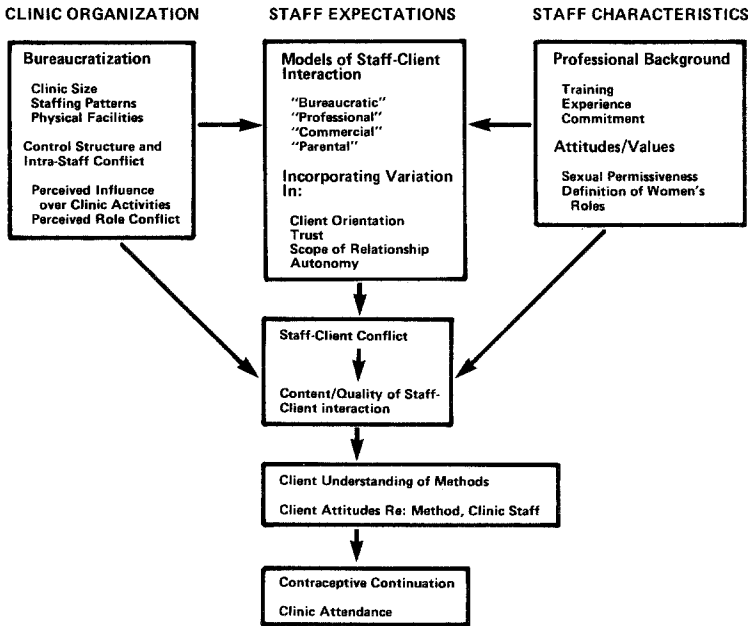 CLINIC ORGANIZATION
Bureaucratization
Clinic Size
Staffing Patterns
Physical Facilities
Control Structure and
Intra-Staff Conflict
Perceived Influence
over Clinic Activities
Perceived Role Conflict
STAFF EXPECTATIONS
Models of Staff-Client
Interaction
"Bureaucratic"
"Professional"
"Commercial"
"Parental"
Incorporating Variation
In:
Client Orientation
Trust
Scope of Relationship
Autonomy
STAFF CHARACTERISTICS
Professional Background
Training
Experience
Commitment
Attitudes/Values
Sexual Permissiveness
Definition of Women's
Roles
Staff-Client Conflict
Content/Quality of Staff-
Client interaction
Client Understanding of Methods
Client Attitudes Re: Method, Clinic Staff
Contraceptive Continuation
Clinic Attendance